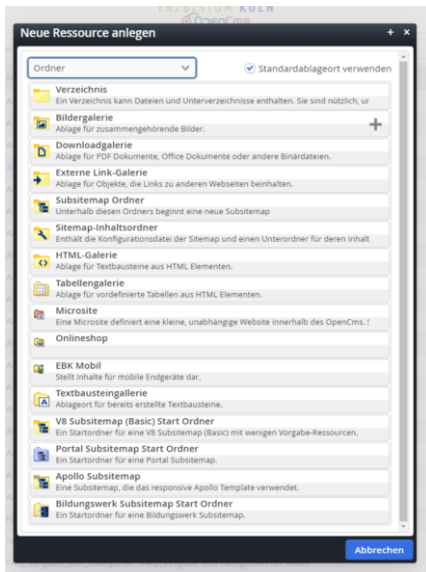 ERZBISTUM KÖLN
OpenCms
Neue Ressource anlegen
Ordner
Standardablageort verwenden
Verzeichnis
Ein Verzeichnis kann Dateien und Unterverzeichnisse enthalten. Sie sind nützlich, ur
Bildergalerie
Ablage für zusammengehörende Bilder.
Downloadgalerie
Ablage für PDF Dokumente, Office Dokumente oder andere Binärdateien.
Externe Link-Galerie
Ablage für Objekte, die Links zu anderen Webseiten beinhalten.
Subsitemap Ordner
Unterhalb diesen Ordners beginnt eine neue Subsitemap
Sitemap-Inhaltsordner
Enthält die Konfigurationsdatei der Sitemap und einen Unterordner für deren Inhalt
HTML-Galerie
Ablage für Textbausteine aus HTML Elementen.
Tabellengalerie
Ablage für vordefinierte Tabellen aus HTML Elementen.
Microsite
Eine Microsite definiert eine kleine, unabhängige Website innerhalb des OpenCms.
Onlineshop
EBK Mobil
Stellt Inhalte für mobile Endgeräte dar.
Textbausteingallerie
Ablageort für bereits erstellte Textbausteine.
V8 Subsitemap (Basic) Start Ordner
Ein Startordner für eine V8 Subsitemap (Basic) mit wenigen Vorgabe-Ressourcen.
Portal Subsitemap Start Ordner
Ein Startordner für eine Portal Subsitemap.
Apollo Subsitemap
Eine Subsitemap, die das responsive Apollo Template verwendet.
Bildungswerk Subsitemap Start Ordner
Ein Startordner für eine Bildungswerk Subsitemap.
Abbrechen